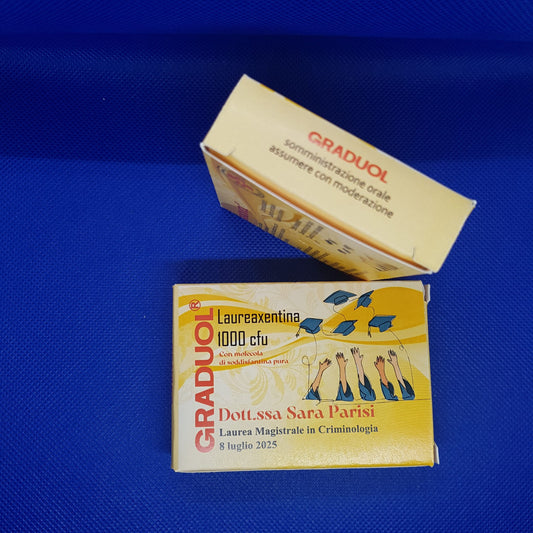 GRADUOL
somministrazione orale
assumere con moderazione
GRADUOL®
Laureaxentina
1000 cfu
Con molecola
di soddisfantina pura
Dott.ssa Sara Parisi
Laurea Magistrale in Criminologia
8 luglio 2025